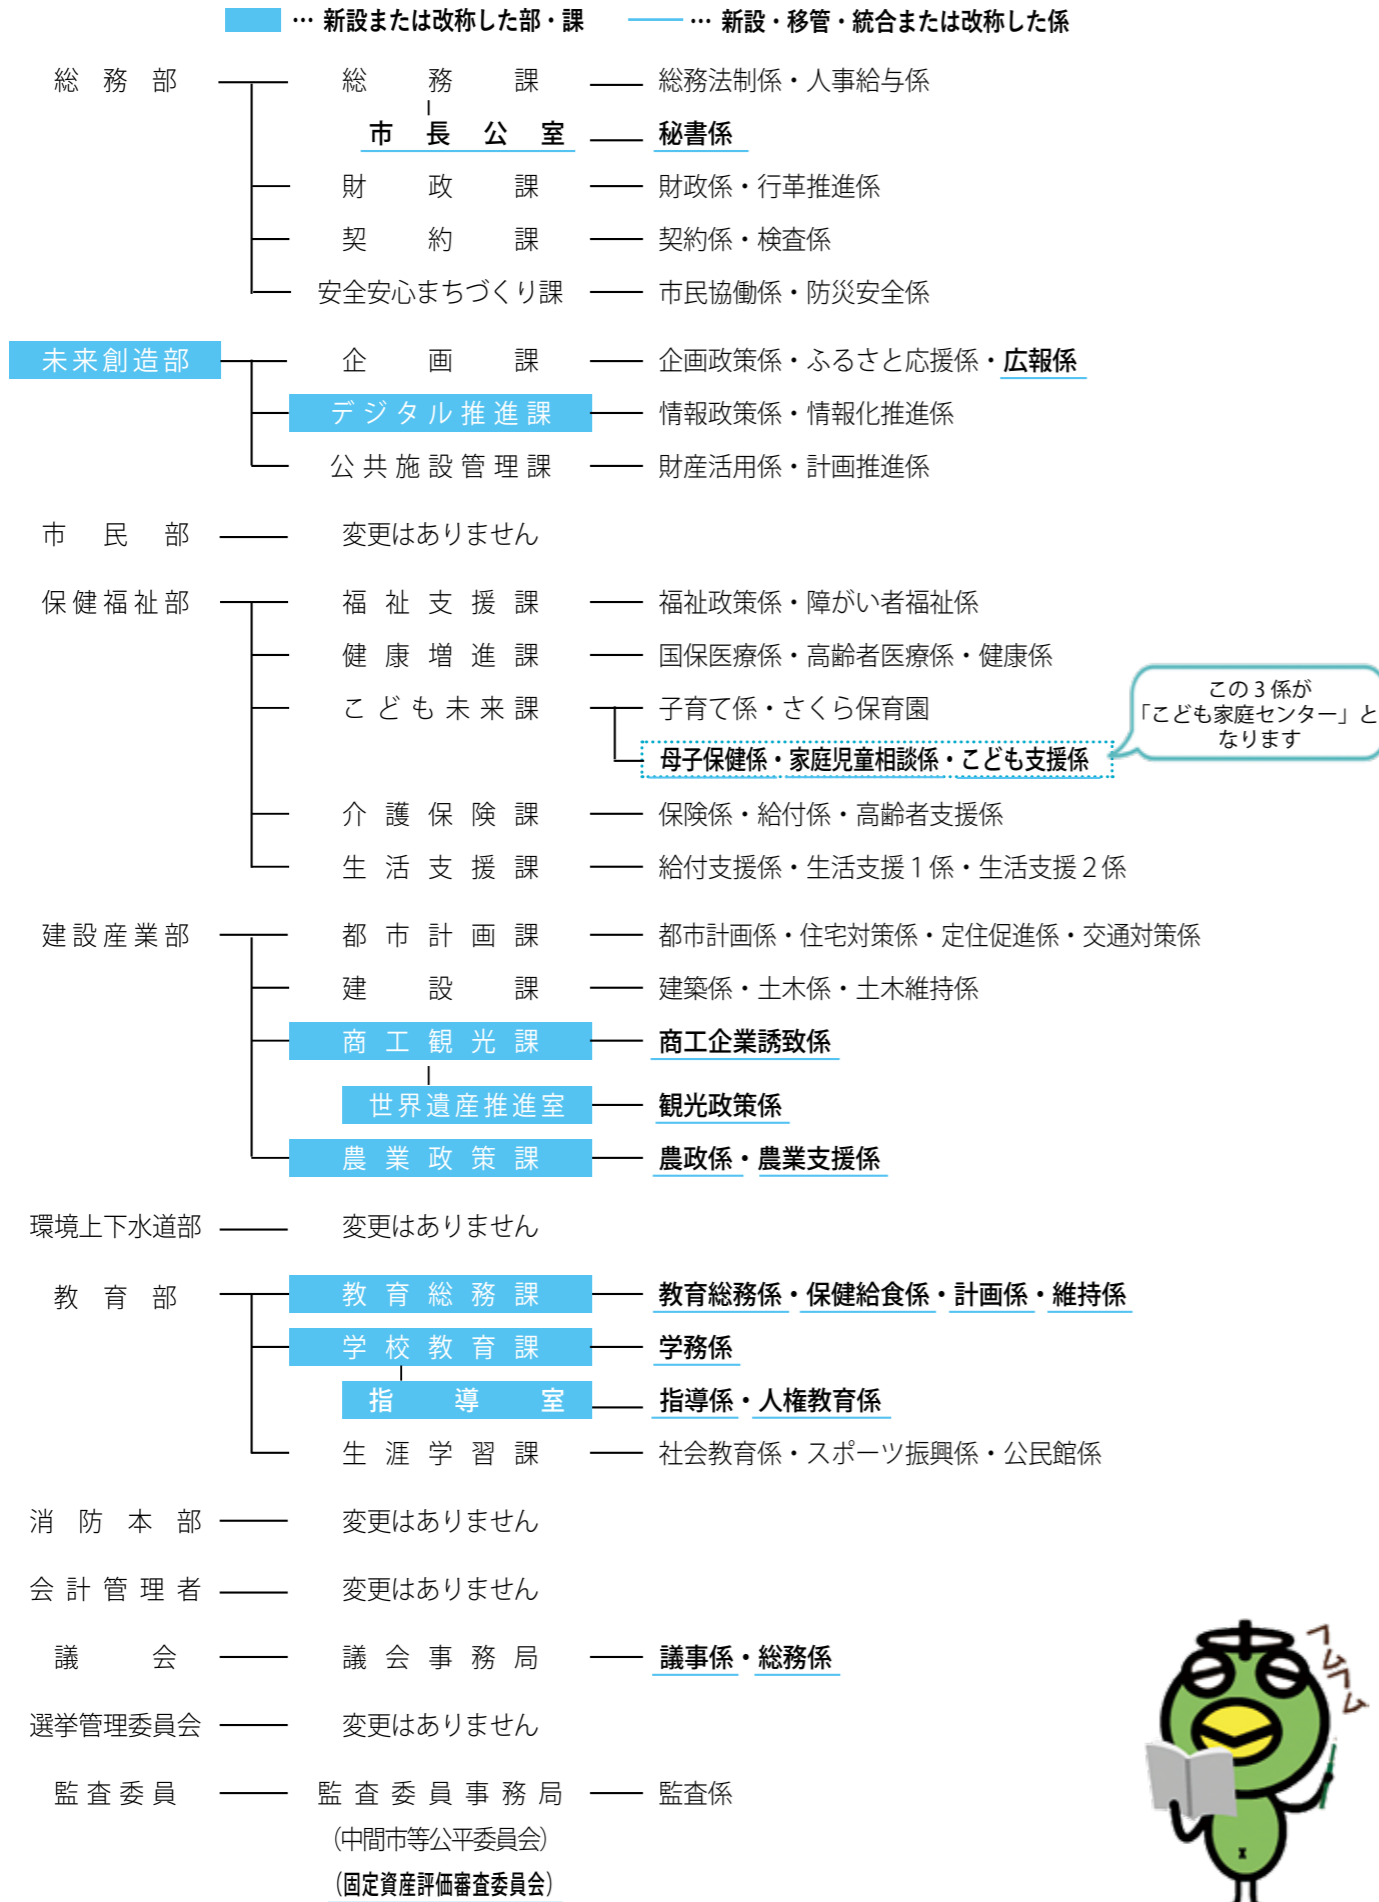 … 新設または改称した部・課　… 新設・移管・統合または改称した係
総務部　総務課　総務法制係・人事給与係
市長公室　秘書係
財政課　財政係・行革推進係
契約課　契約係・検査係
安全安心まちづくり課　市民協働係・防災安全係
未来創造部　企画課　企画政策係・ふるさと応援係・広報係
デジタル推進課　情報政策係・情報化推進係
公共施設管理課　財産活用係・計画推進係
市民部　変更はありません
保健福祉部　福祉支援課　福祉政策係・障がい者福祉係
健康増進課　国保医療係・高齢者医療係・健康係
こども未来課　子育て係・さくら保育園
母子保健係・家庭児童相談係・こども支援係
この3係が
「こども家庭センター」と
なります
介護保険課　保険係・給付係・高齢者支援係
生活支援課　給付支援係・生活支援1係・生活支援2係
建設産業部　都市計画課　都市計画係・住宅対策係・定住促進係・交通対策係
建設課　建築係・土木係・土木維持係
商工観光課　商工企業誘致係
世界遺産推進室　観光政策係
農業政策課　農政係・農業支援係
環境上下水道部　変更はありません
教育部　教育総務課　教育総務係・保健給食係・計画係・維持係
学校教育課　学務係
指導室　指導係・人権教育係
生涯学習課　社会教育係・スポーツ振興係・公民館係
消防本部　変更はありません
会計管理者　変更はありません
議会　議会事務局　議事係・総務係
選挙管理委員会　変更はありません
監査委員　監査委員事務局　監査係
（中間市等公平委員会）
（固定資産評価審査委員会）
フムフム